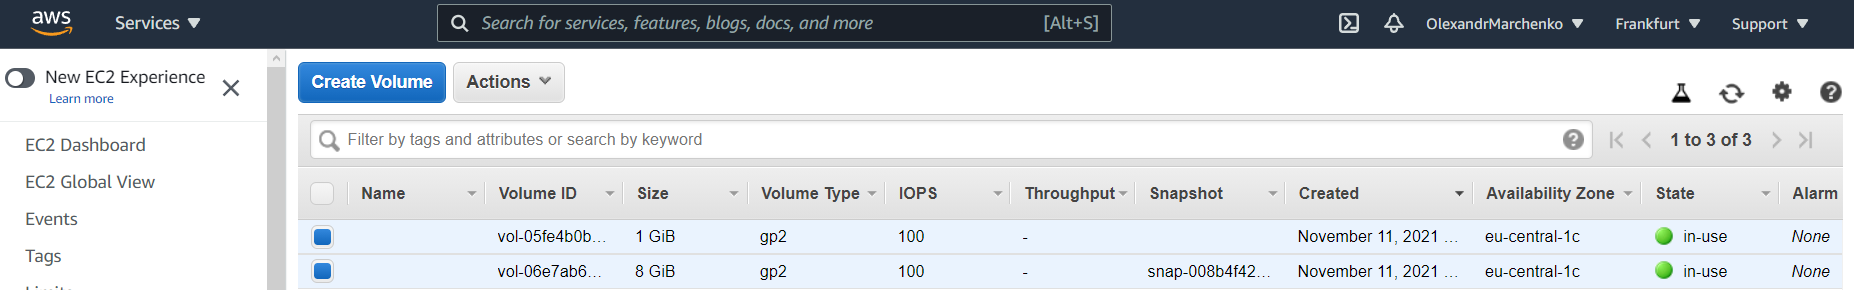 aws Services Search for services, features, blogs, docs, and more [Alt+S] OlexandrMarchenko Frankfurt Support
New EC2 Experience
Learn more
EC2 Dashboard
EC2 Global View
Events
Tags
Create Volume Actions
Filter by tags and attributes or search by keyword 1 to 3 of 3
Name Volume ID Size Volume Type IOPS Throughput Snapshot Created Availability Zone State Alarm
vol-05fe4b0b... 1 GiB gp2 100 - November 11, 2021 ... eu-central-1c in-use None
vol-06e7ab6... 8 GiB gp2 100 - snap-008b4f42... November 11, 2021 ... eu-central-1c in-use None